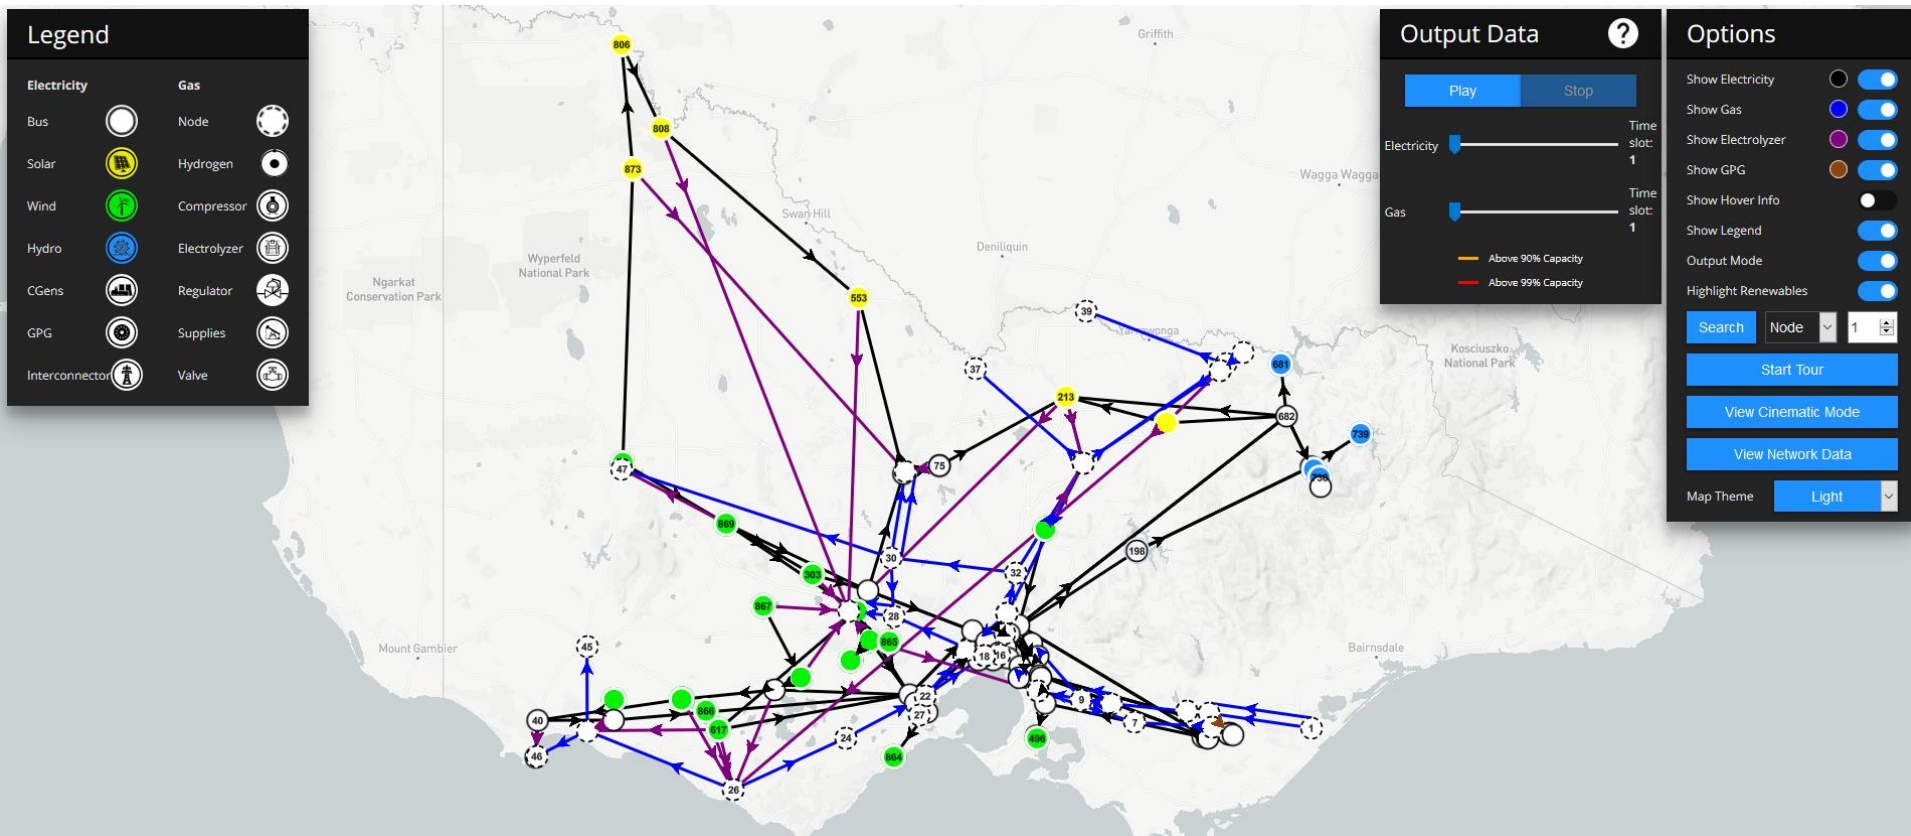 Legend
Electricity
Gas
Bus
Node
Solar
Hydrogen
Wind
Compressor
Hydro
Electrolyzer
CGens
Regulator
GPG
Supplies
Interconnector
Valve
Output Data
?
Play
Stop
Electricity
Time slot:
1
Gas
Time slot:
1
Above 90% Capacity
Above 99% Capacity
Options
Show Electricity
Show Gas
Show Electrolyzer
Show GPG
Show Hover Info
Show Legend
Output Mode
Highlight Renewables
Search
Node
1
Start Tour
View Cinematic Mode
View Network Data
Map Theme
Light
Griffith
Wagga Wagga
Swan Hill
Deniliquin
Wyperfeld
National Park
Ngarkat
Conservation Park
Yarrawonga
Kosciuszko
National Park
Mount Gambier
Bairnsdale
806
808
873
553
39
37
213
681
682
739
736
75
47
869
303
30
32
198
867
28
865
18
16
45
40
866
617
22
27
24
9
7
1
46
26
864
496